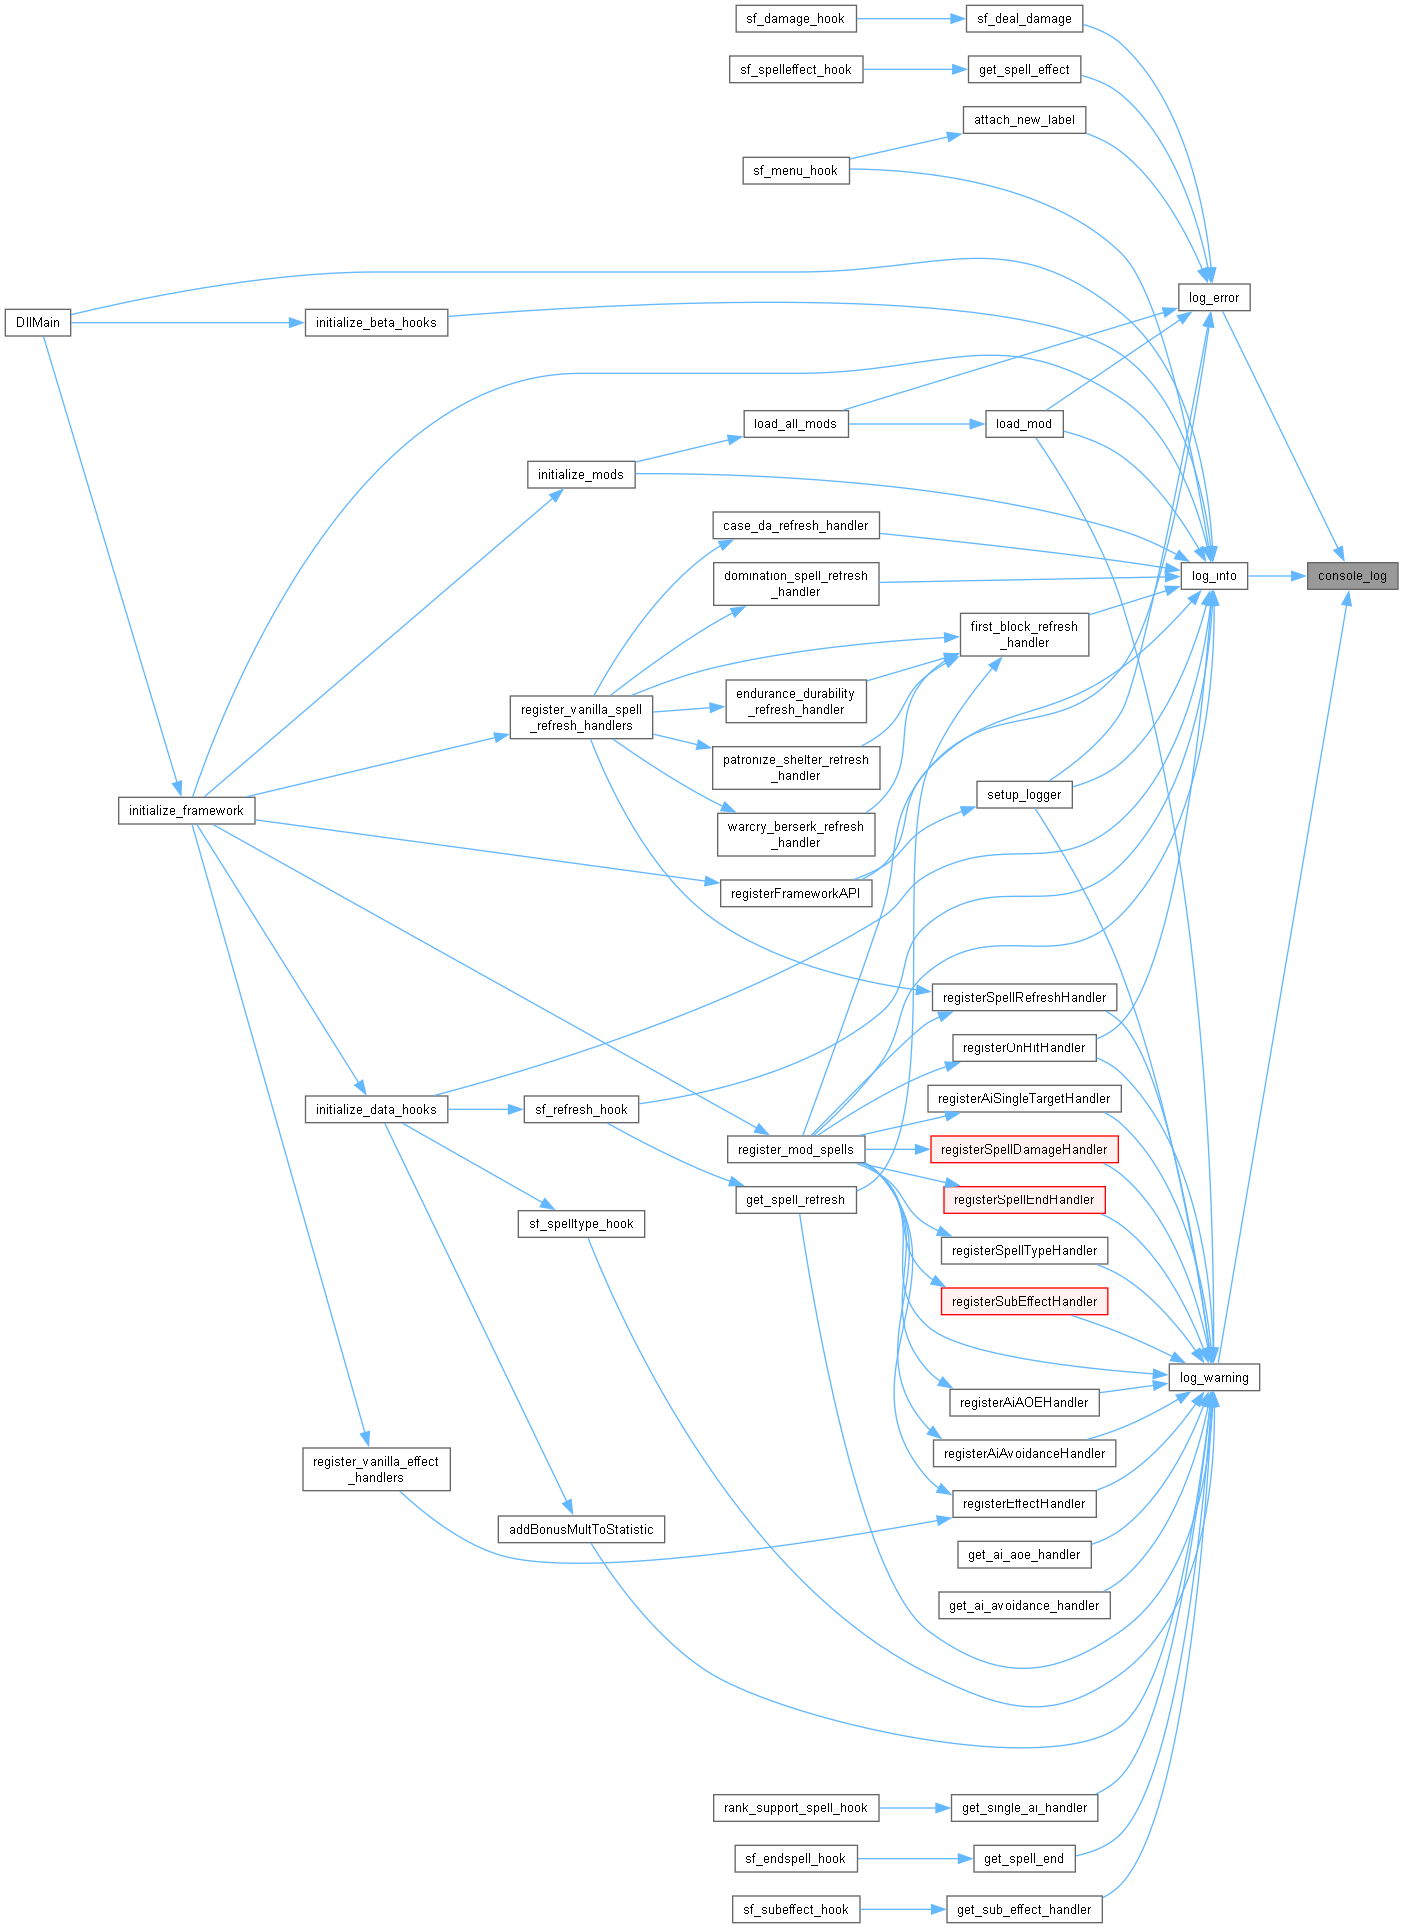 sf_damage_hook
sf_deal_damage
sf_spelleffect_hook
get_spell_effect
attach_new_label
sf_menu_hook
log_error
DllMain
initialize_beta_hooks
load_all_mods
load_mod
initialize_mods
case_da_refresh_handler
domination_spell_refresh
_handler
log_info
console_log
first_block_refresh
_handler
endurance_durability
_refresh_handler
register_vanilla_spell
_refresh_handlers
patronize_shelter_refresh
_handler
setup_logger
initialize_framework
warcry_berserk_refresh
_handler
registerFrameworkAPI
registerSpellRefreshHandler
registerOnHitHandler
registerAiSingleTargetHandler
initialize_data_hooks
sf_refresh_hook
register_mod_spells
registerSpellDamageHandler
get_spell_refresh
registerSpellEndHandler
sf_spelltype_hook
registerSpellTypeHandler
registerSubEffectHandler
log_warning
registerAiAOEHandler
registerAiAvoidanceHandler
register_vanilla_effect
_handlers
registerEffectHandler
addBonusMultToStatistic
get_ai_aoe_handler
get_ai_avoidance_handler
rank_support_spell_hook
get_single_ai_handler
sf_endspell_hook
get_spell_end
sf_subeffect_hook
get_sub_effect_handler